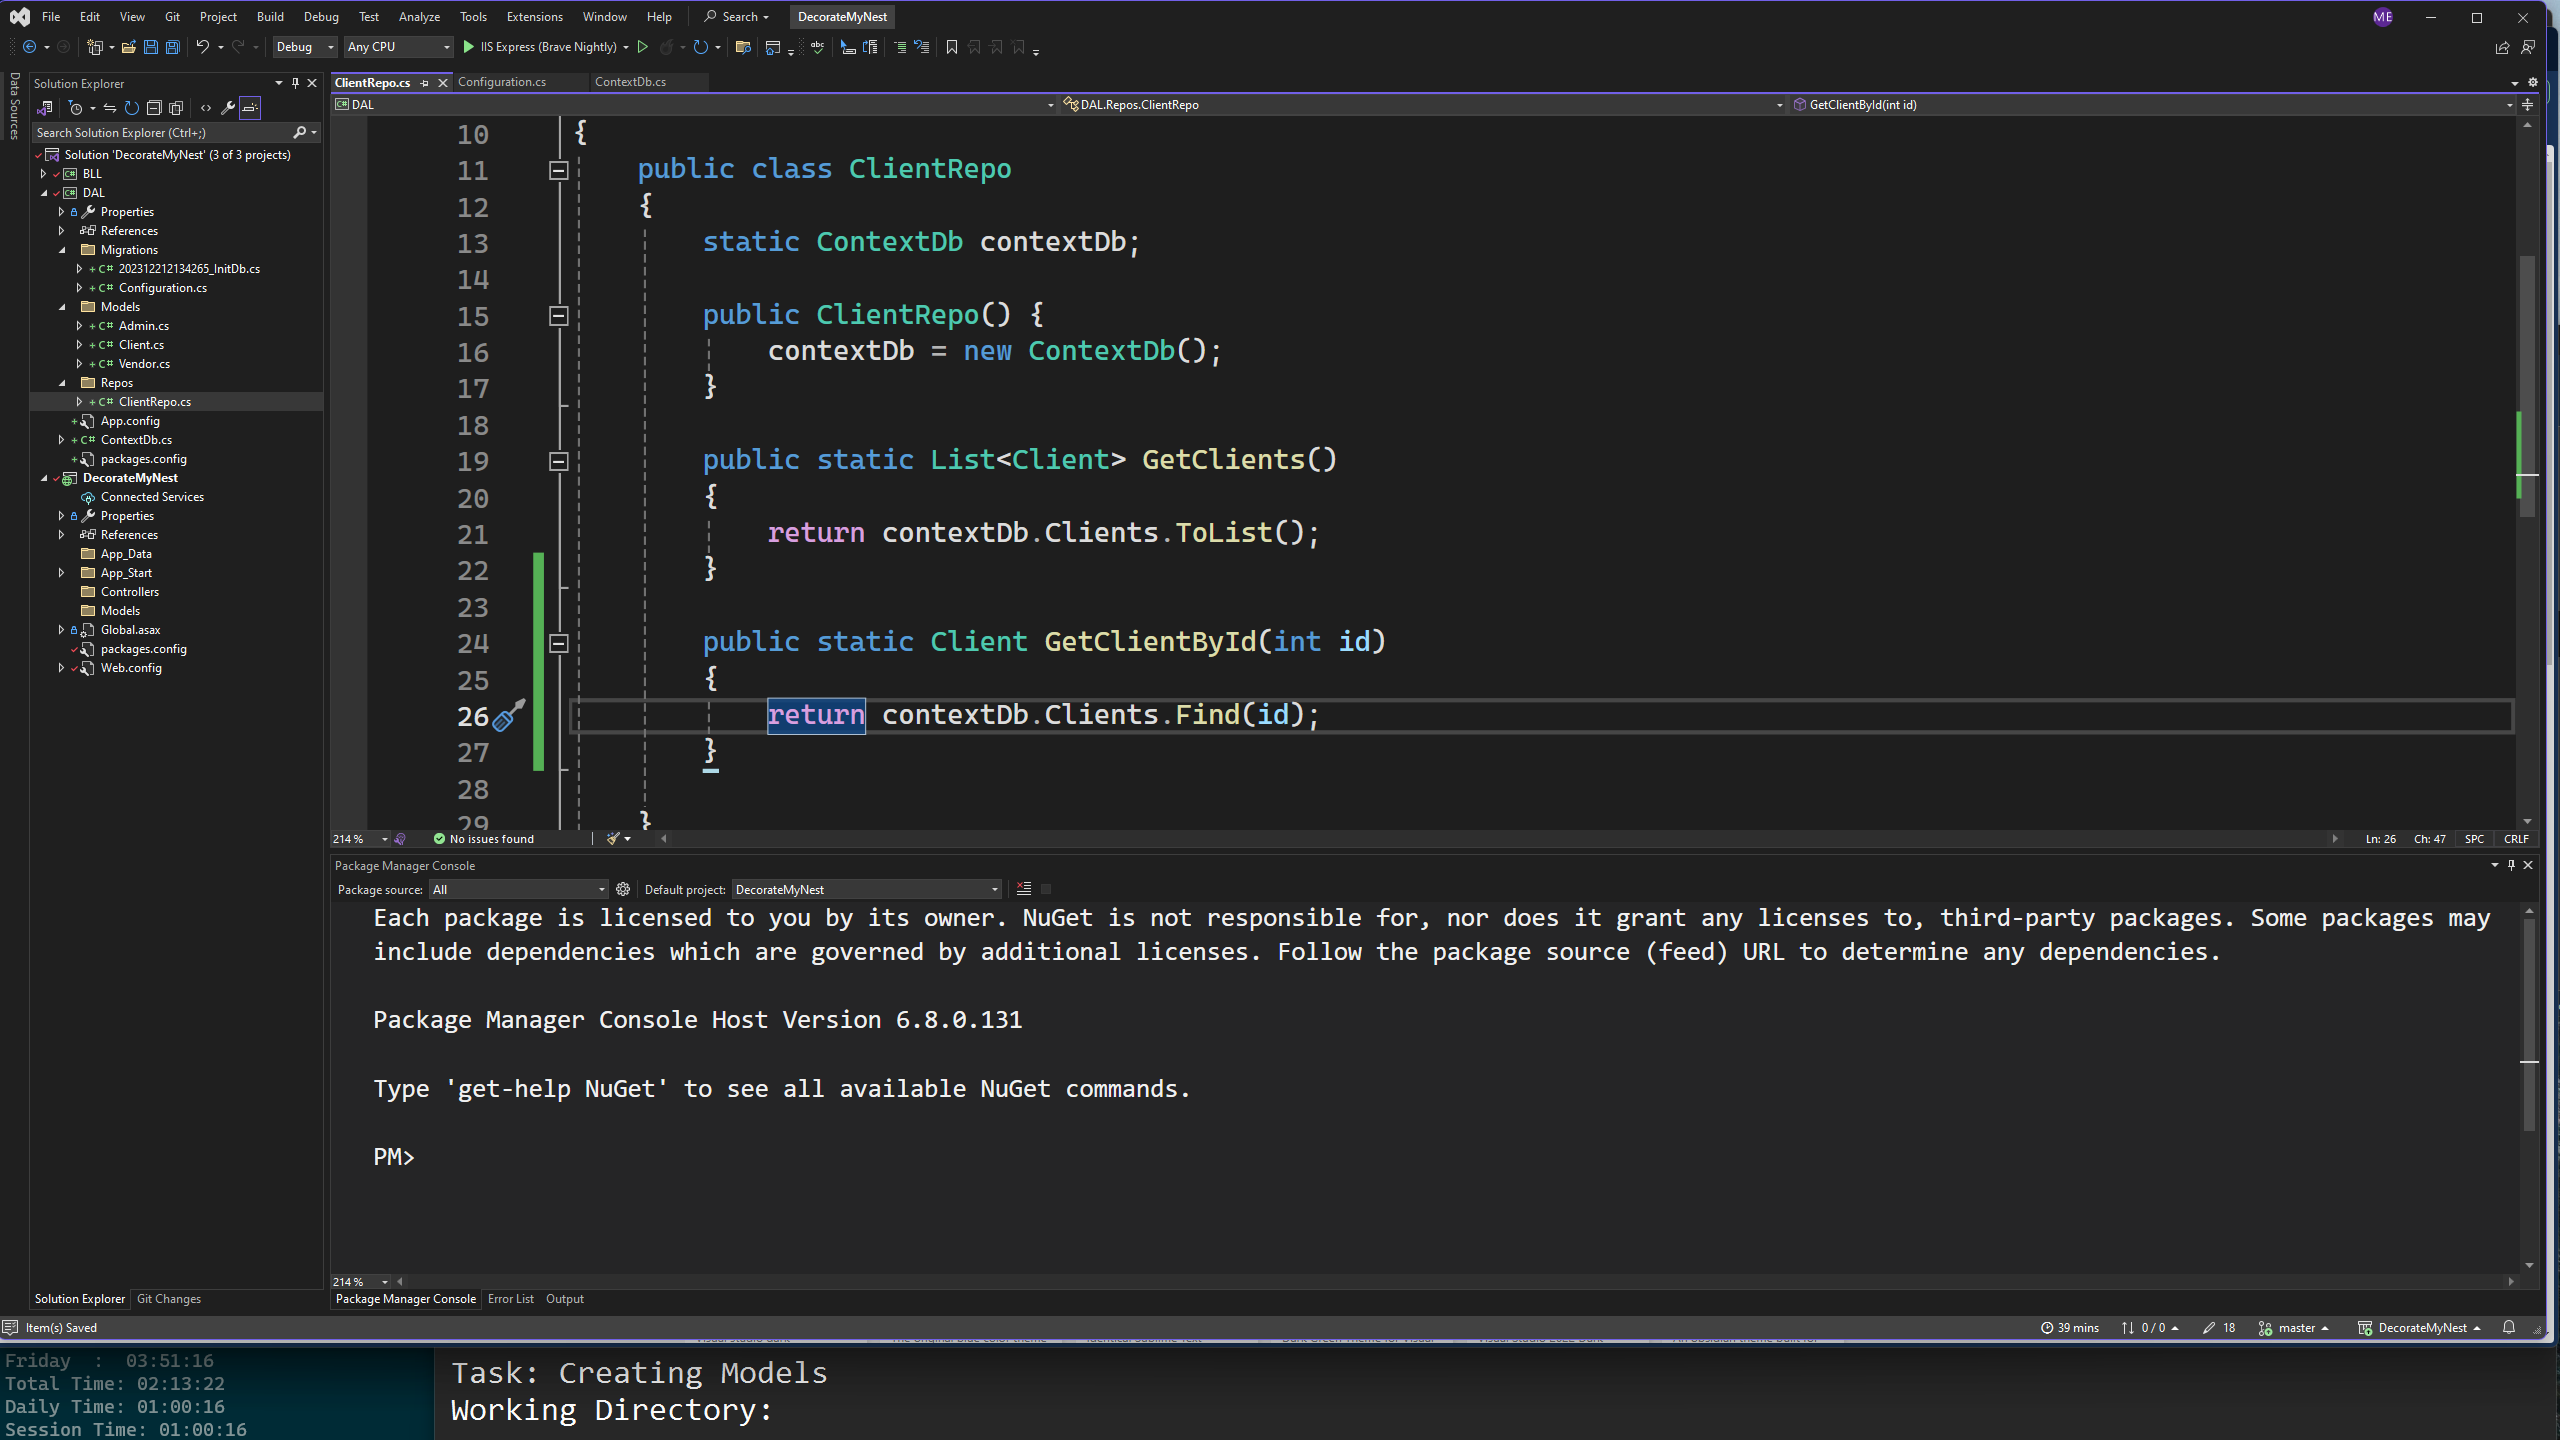 File Edit View Git Project Build Debug Test Analyze Tools Extensions Window Help Search DecorateMyNest ME
Debug Any CPU IIS Express (Brave Nightly)
Data Sources
Solution Explorer
Search Solution Explorer (Ctrl+;)
Solution 'DecorateMyNest' (3 of 3 projects)
BLL
DAL
Properties
References
Migrations
C# 202312212134265_InitDb.cs
C# Configuration.cs
Models
C# Admin.cs
C# Client.cs
C# Vendor.cs
Repos
C# ClientRepo.cs
App.config
C# ContextDb.cs
packages.config
DecorateMyNest
Connected Services
Properties
References
App_Data
App_Start
Controllers
Models
Global.asax
packages.config
Web.config
Solution Explorer Git Changes
ClientRepo.cs Configuration.cs ContextDb.cs
C# DAL DAL.Repos.ClientRepo GetClientById(int id)
10 {
11 public class ClientRepo
12 {
13 static ContextDb contextDb;
14
15 public ClientRepo() {
16 contextDb = new ContextDb();
17 }
18
19 public static List<Client> GetClients()
20 {
21 return contextDb.Clients.ToList();
22 }
23
24 public static Client GetClientById(int id)
25 {
26 return contextDb.Clients.Find(id);
27 }
28
29 }
214 % No issues found Ln: 26 Ch: 47 SPC CRLF
Package Manager Console
Package source: All Default project: DecorateMyNest
Each package is licensed to you by its owner. NuGet is not responsible for, nor does it grant any licenses to, third-party packages. Some packages may
include dependencies which are governed by additional licenses. Follow the package source (feed) URL to determine any dependencies.
Package Manager Console Host Version 6.8.0.131
Type 'get-help NuGet' to see all available NuGet commands.
PM>
214 %
Package Manager Console Error List Output
Item(s) Saved 39 mins 0 / 0 18 master DecorateMyNest
Friday : 03:51:16
Total Time: 02:13:22
Daily Time: 01:00:16
Session Time: 01:00:16
Task: Creating Models
Working Directory: